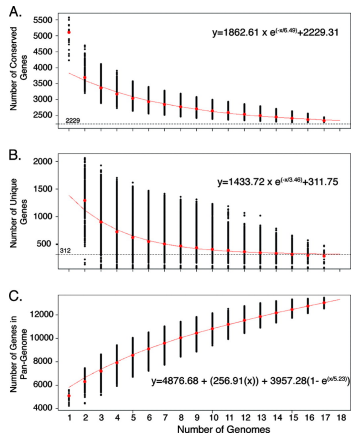 A.
y=1862.61 x e(-x/6.49)+2229.31
Number of Conserved
Genes
5500
5000
4500
4000
3500
3000
2500
2229
B.
y=1433.72 x e(-x/3.46)+311.75
Number of Unique
Genes
2000
1500
1000
500
312
0
C.
Number of Genes in
Pan-Genome
12000
10000
8000
6000
4000
y=4876.68 + (256.91(x)) + 3957.28(1- e(x/5.23))
1 2 3 4 5 6 7 8 9 10 11 12 13 14 15 16 17 18
Number of Genomes